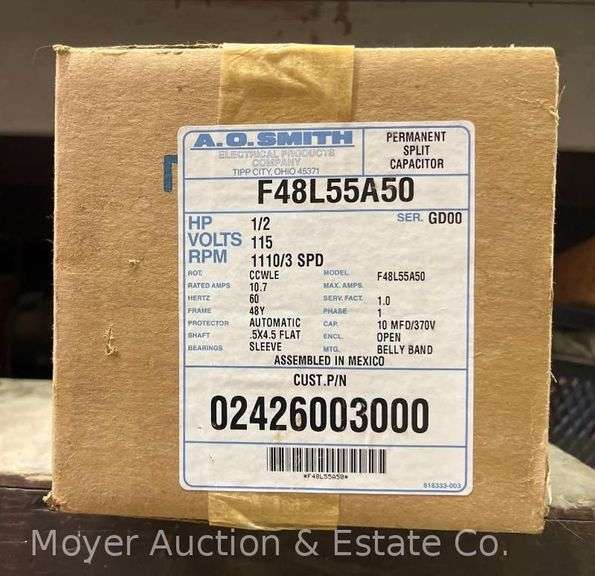 A.O.SMITH
ELECTRICAL PRODUCTS
COMPANY
TIPP CITY, OHIO 45371
PERMANENT
SPLIT
CAPACITOR
F48L55A50
SER. GD00
HP 1/2
VOLTS 115
RPM 1110/3 SPD
ROT. CCWLE MODEL F48L55A50
RATED AMPS 10.7 MAX. AMPS.
HERTZ 60 SERV. FACT. 1.0
FRAME 48Y PHASE 1
PROTECTOR AUTOMATIC CAP. 10 MFD/370V
SHAFT .5X4.5 FLAT ENCL. OPEN
BEARINGS SLEEVE MTG. BELLY BAND
ASSEMBLED IN MEXICO
CUST.P/N
02426003000
*F48L55A50*
818333-003
Moyer Auction & Estate Co.